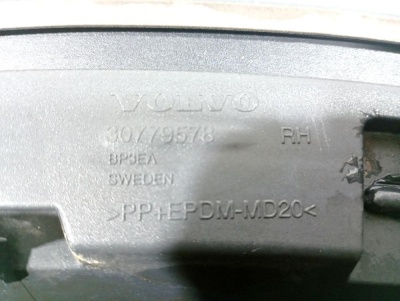 VOLVO
30779578 RH
BP3EA
SWEDEN
>PP+EPDM-MD20<